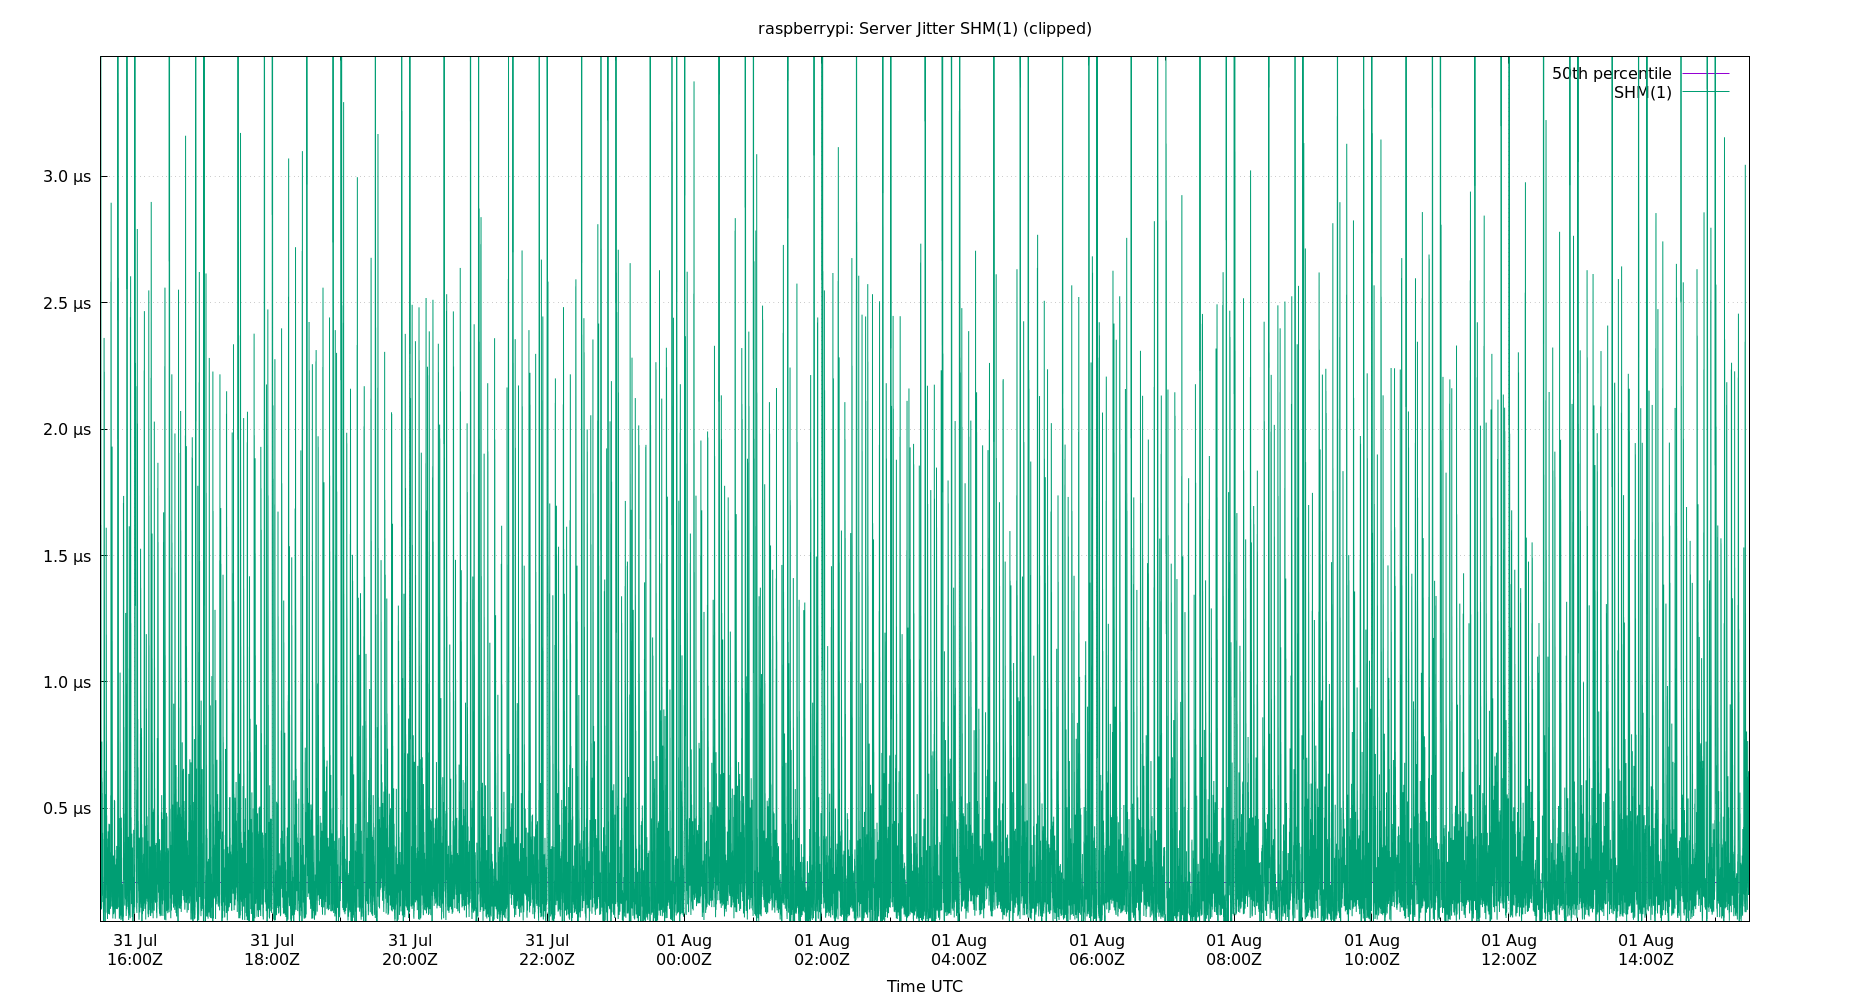 raspberrypi: Server Jitter SHM(1) (clipped)
50th percentile
SHM(1)
3.0 µs
2.5 µs
2.0 µs
1.5 µs
1.0 µs
0.5 µs
31 Jul 31 Jul 31 Jul 31 Jul 01 Aug 01 Aug 01 Aug 01 Aug 01 Aug 01 Aug 01 Aug 01 Aug
16:00Z 18:00Z 20:00Z 22:00Z 00:00Z 02:00Z 04:00Z 06:00Z 08:00Z 10:00Z 12:00Z 14:00Z
Time UTC